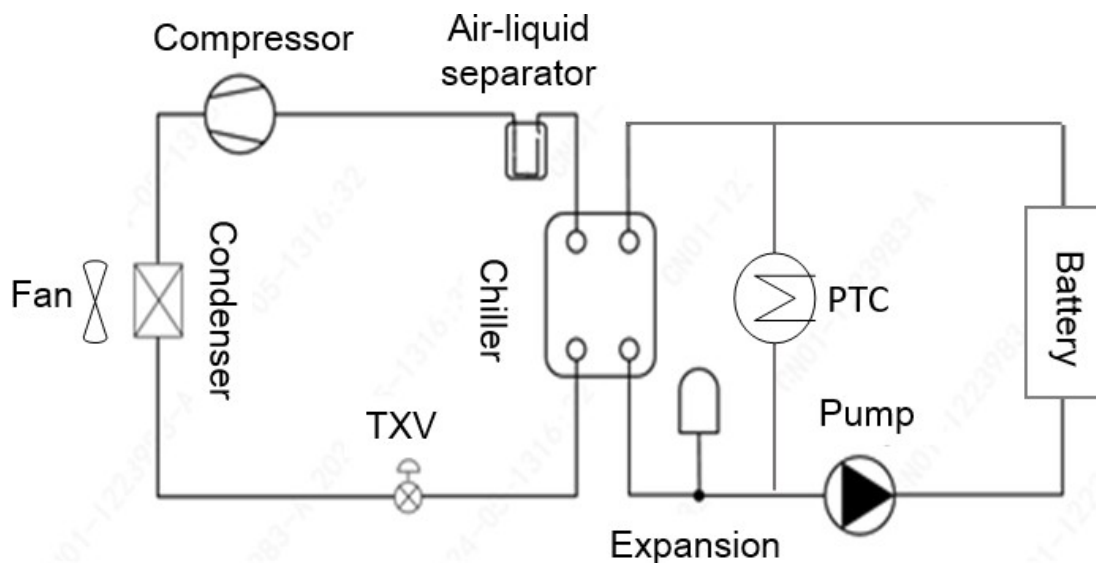 Compressor
Air-liquid
separator
Fan
Condenser
Chiller
PTC
Battery
TXV
Pump
Expansion